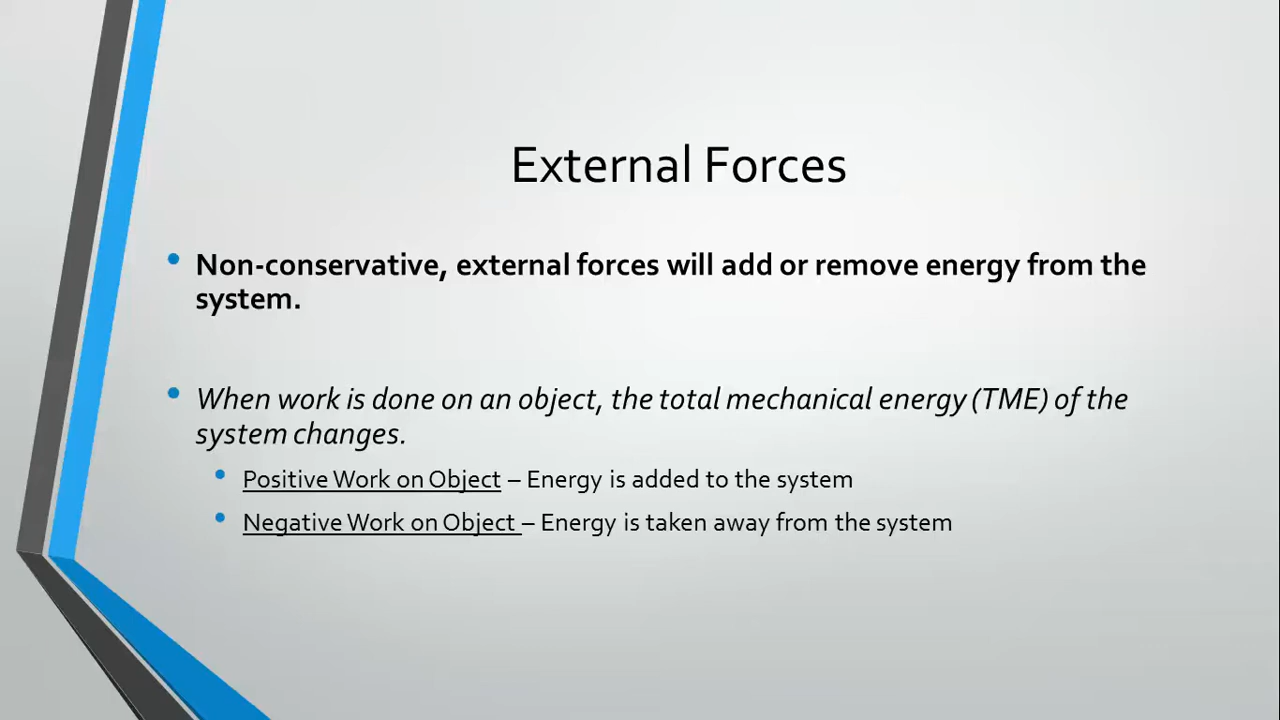 External Forces
• Non-conservative, external forces will add or remove energy from the
system.
• When work is done on an object, the total mechanical energy (TME) of the
system changes.
• Positive Work on Object – Energy is added to the system
• Negative Work on Object – Energy is taken away from the system